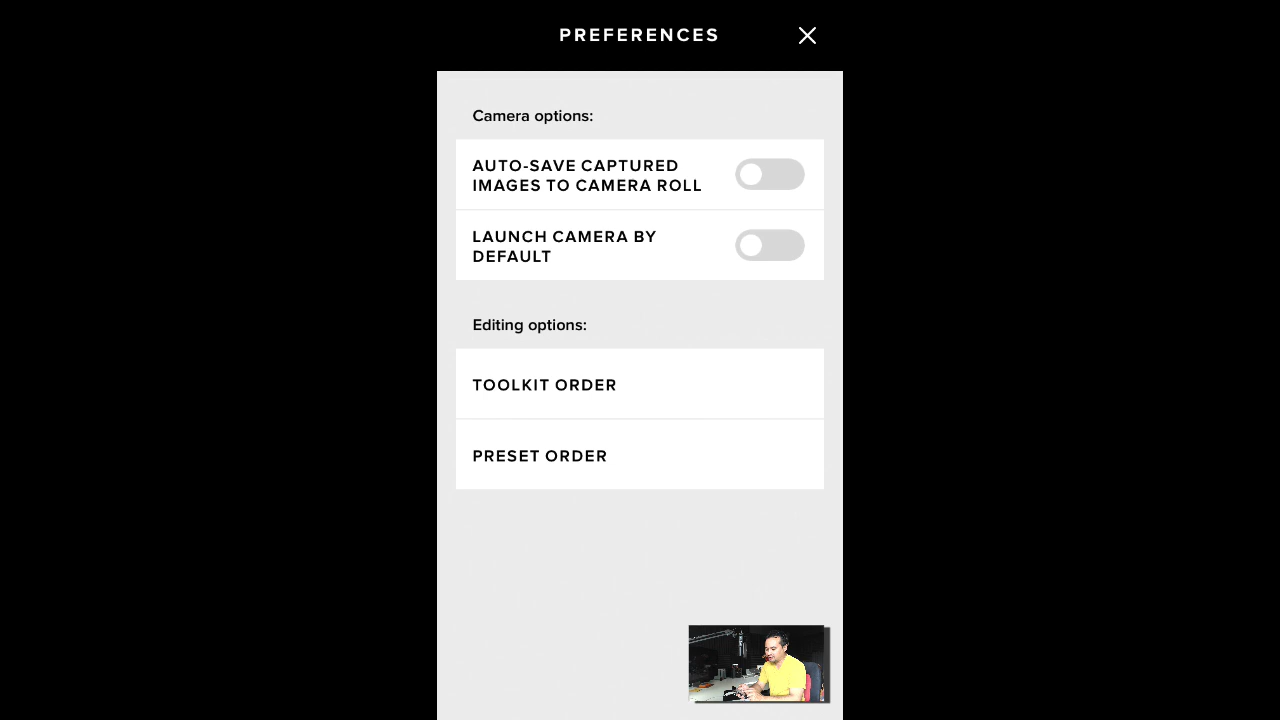 PREFERENCES
Camera options:
AUTO-SAVE CAPTURED
IMAGES TO CAMERA ROLL
LAUNCH CAMERA BY
DEFAULT
Editing options:
TOOLKIT ORDER
PRESET ORDER